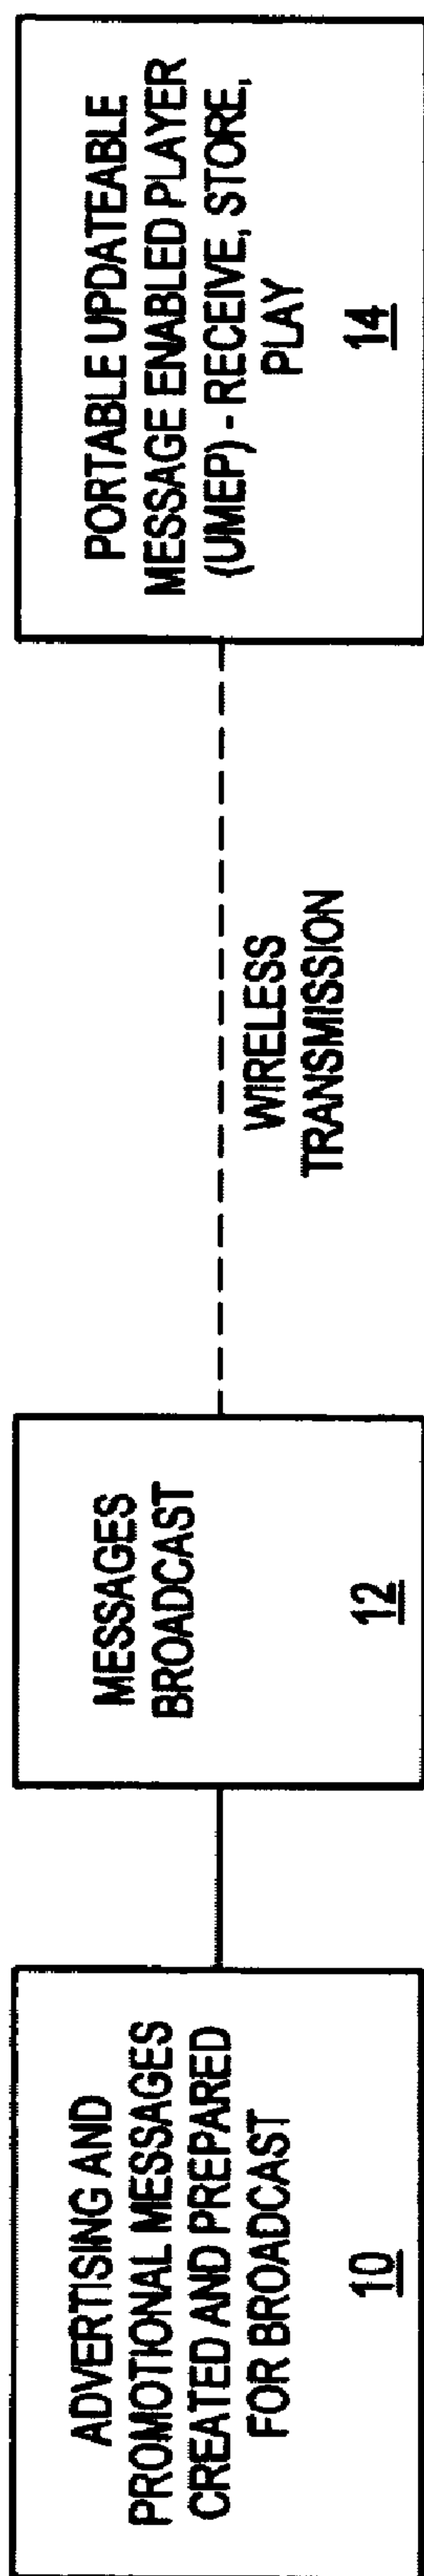 ADVERTISING AND
PROMOTIONAL MESSAGES
CREATED AND PREPARED
FOR BROADCAST
10
MESSAGES
BROADCAST
12
WIRELESS
TRANSMISSION
PORTABLE UPDATEABLE
MESSAGE ENABLED PLAYER
(UMEP) - RECEIVE, STORE,
PLAY
14